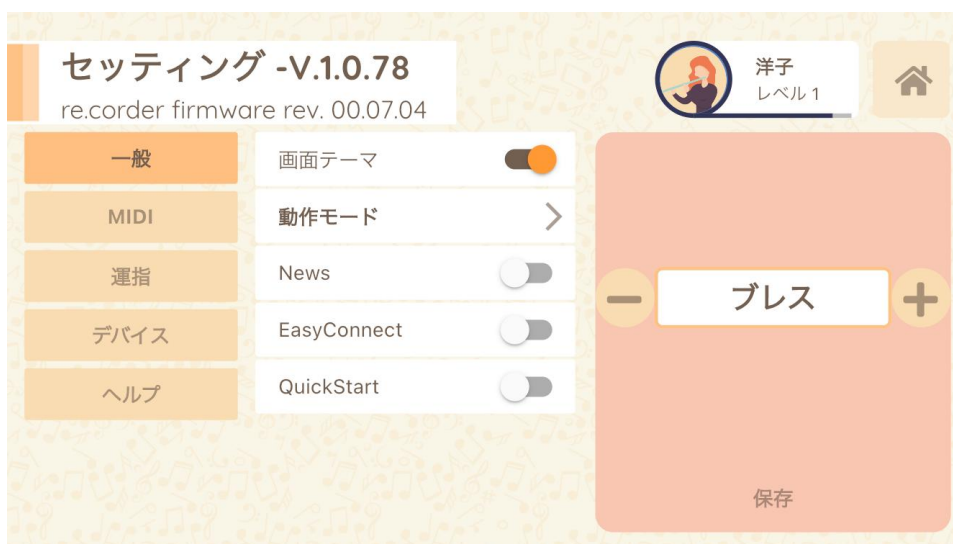 セッティング -V.1.0.78
re.corder firmware rev. 00.07.04
洋子
レベル 1
一般
MIDI
運指
デバイス
ヘルプ
画面テーマ
動作モード
News
EasyConnect
QuickStart
ブレス
保存